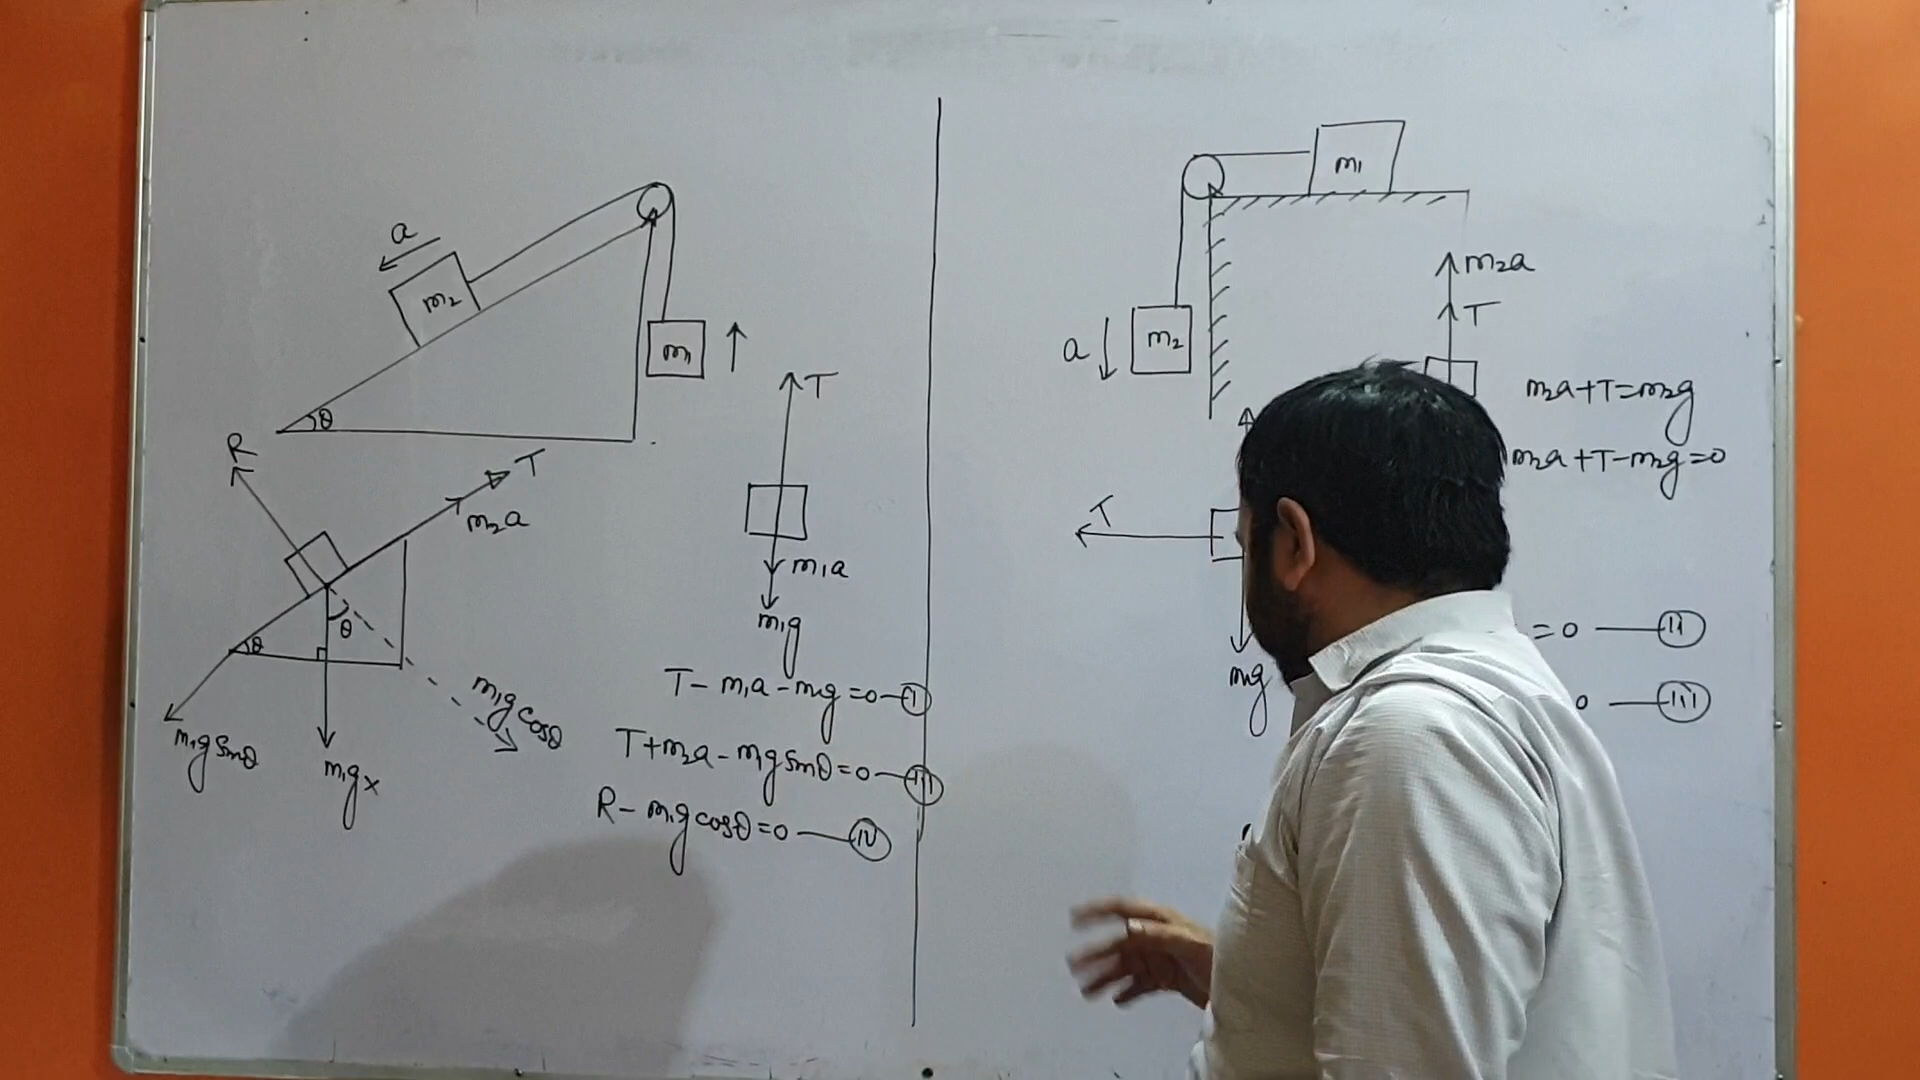 a
m2
m1
θ
R
T
m2a
T
θ
θ
m1a
m1g
m1g cosθ
m1g sinθ
m1g x
T - m1a - m1g = 0 — I
T + m2a - m1g sinθ = 0 — III
R - m1g cosθ = 0 — IV
m1
m2a
T
a
m2
m2a + T = m2g
m2a + T - m2g = 0
T
m1g
= 0 — II
0 — III